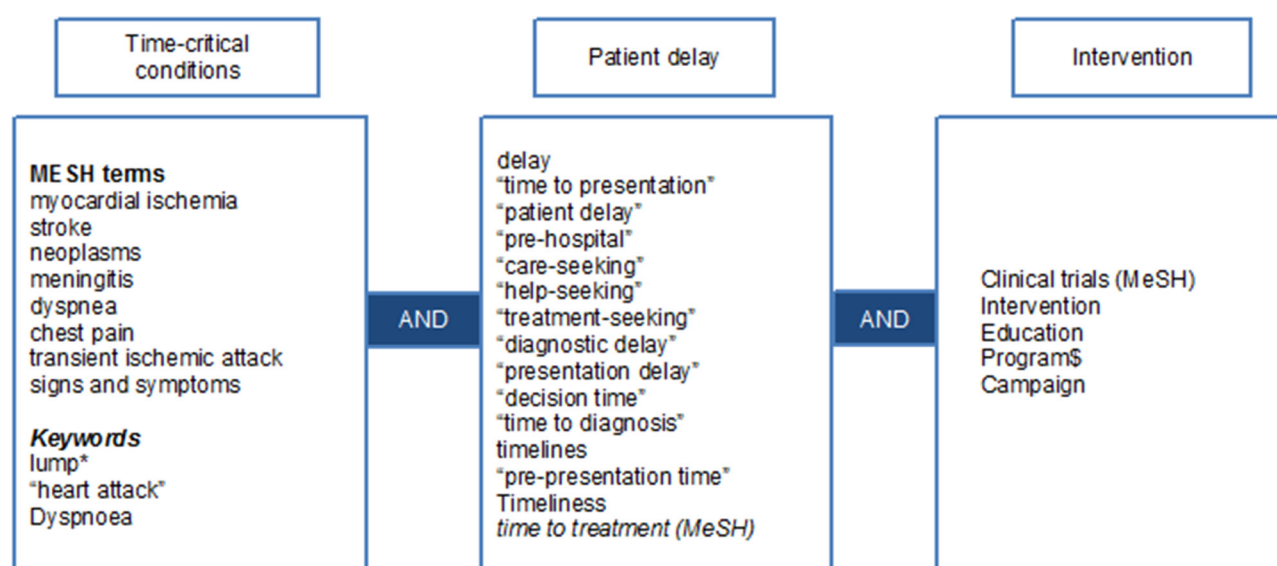 Time-critical
conditions
MESH terms
myocardial ischemia
stroke
neoplasms
meningitis
dyspnea
chest pain
transient ischemic attack
signs and symptoms
Keywords
lump*
“heart attack”
Dyspnoea
AND
Patient delay
delay
“time to presentation”
“patient delay”
“pre-hospital”
“care-seeking”
“help-seeking”
“treatment-seeking”
“diagnostic delay”
“presentation delay”
“decision time”
“time to diagnosis”
timelines
“pre-presentation time”
Timeliness
time to treatment (MeSH)
AND
Intervention
Clinical trials (MeSH)
Intervention
Education
Program$
Campaign